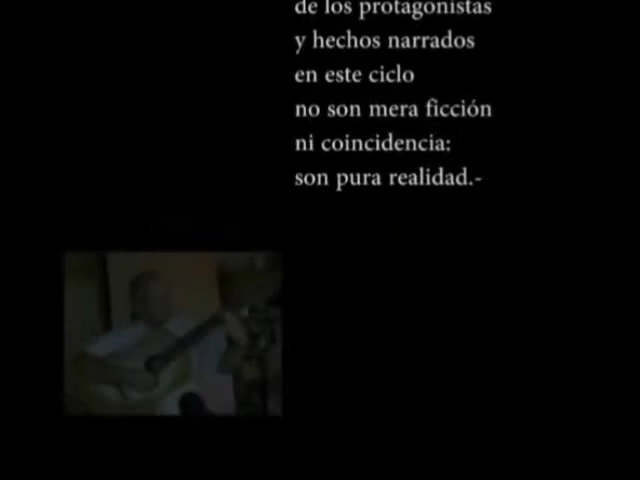 de los protagonistas
y hechos narrados
en este ciclo
no son mera ficción
ni coincidencia:
son pura realidad.-